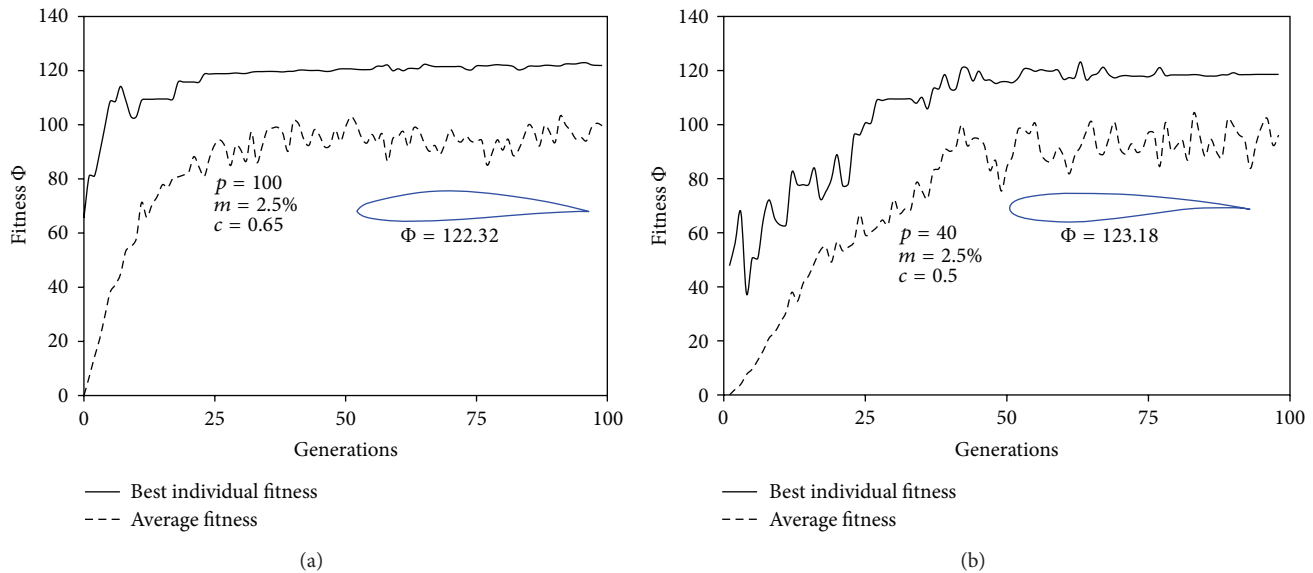 140
120
100
80
60
40
20
0
Fitness Φ
p = 100
m = 2.5%
c = 0.65
Φ = 122.32
0 25 50 75 100
Generations
Best individual fitness
Average fitness
(a)
140
120
100
80
60
40
20
0
Fitness Φ
p = 40
m = 2.5%
c = 0.5
Φ = 123.18
0 25 50 75 100
Generations
Best individual fitness
Average fitness
(b)